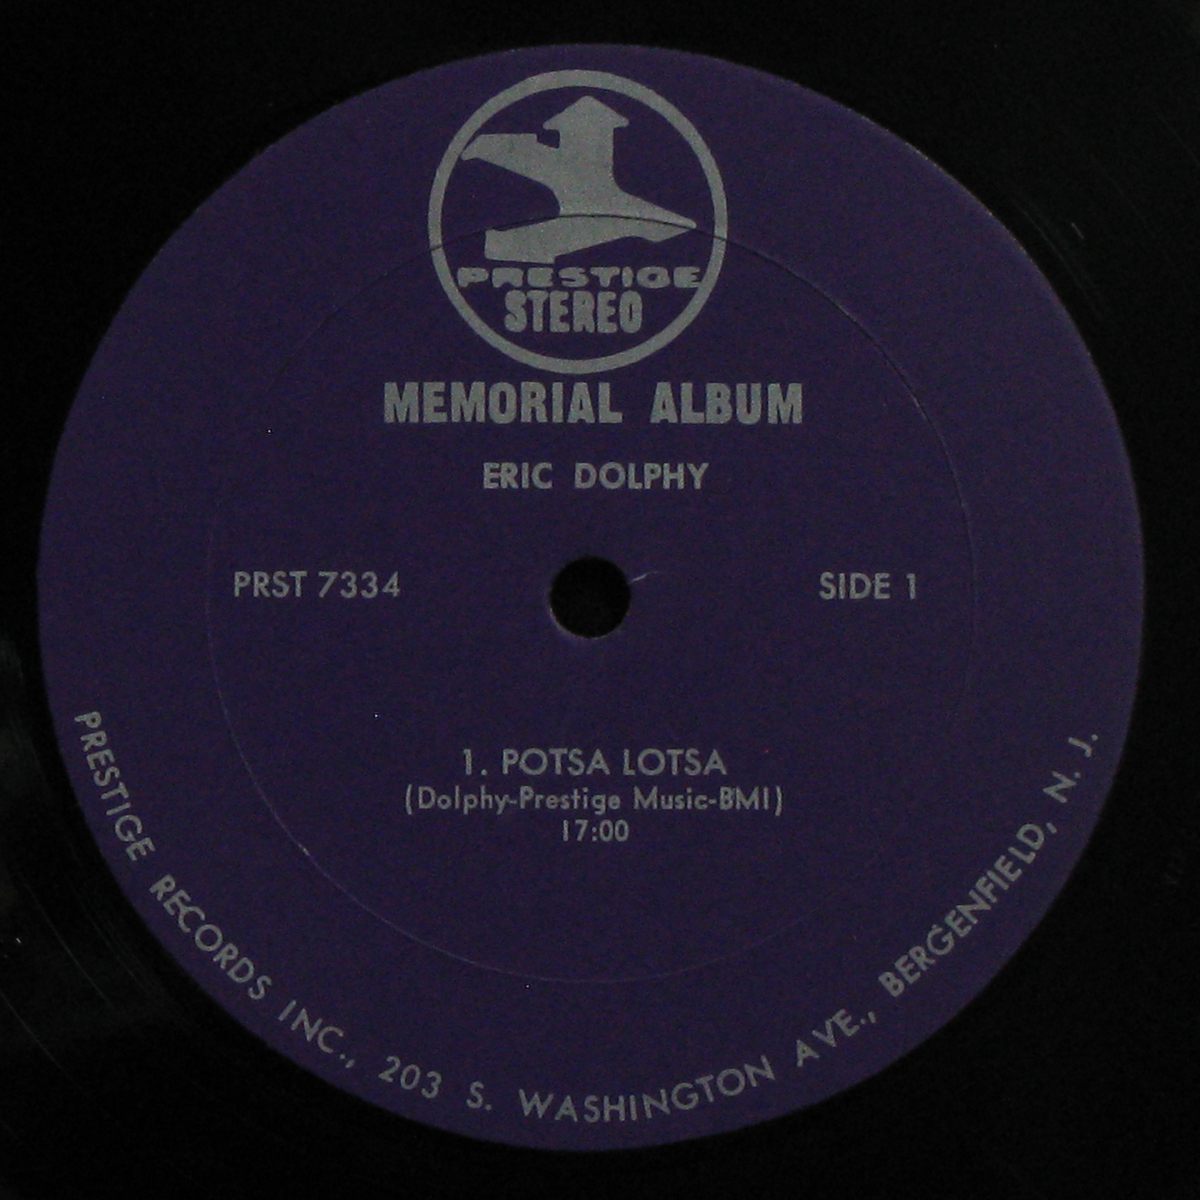 PRESTIGE
STEREO
MEMORIAL ALBUM
ERIC DOLPHY
PRST 7334
SIDE 1
1. POTSA LOTSA
(Dolphy-Prestige Music-BMI)
17:00
PRESTIGE RECORDS INC., 203 S. WASHINGTON AVE., BERGENFIELD, N. J.